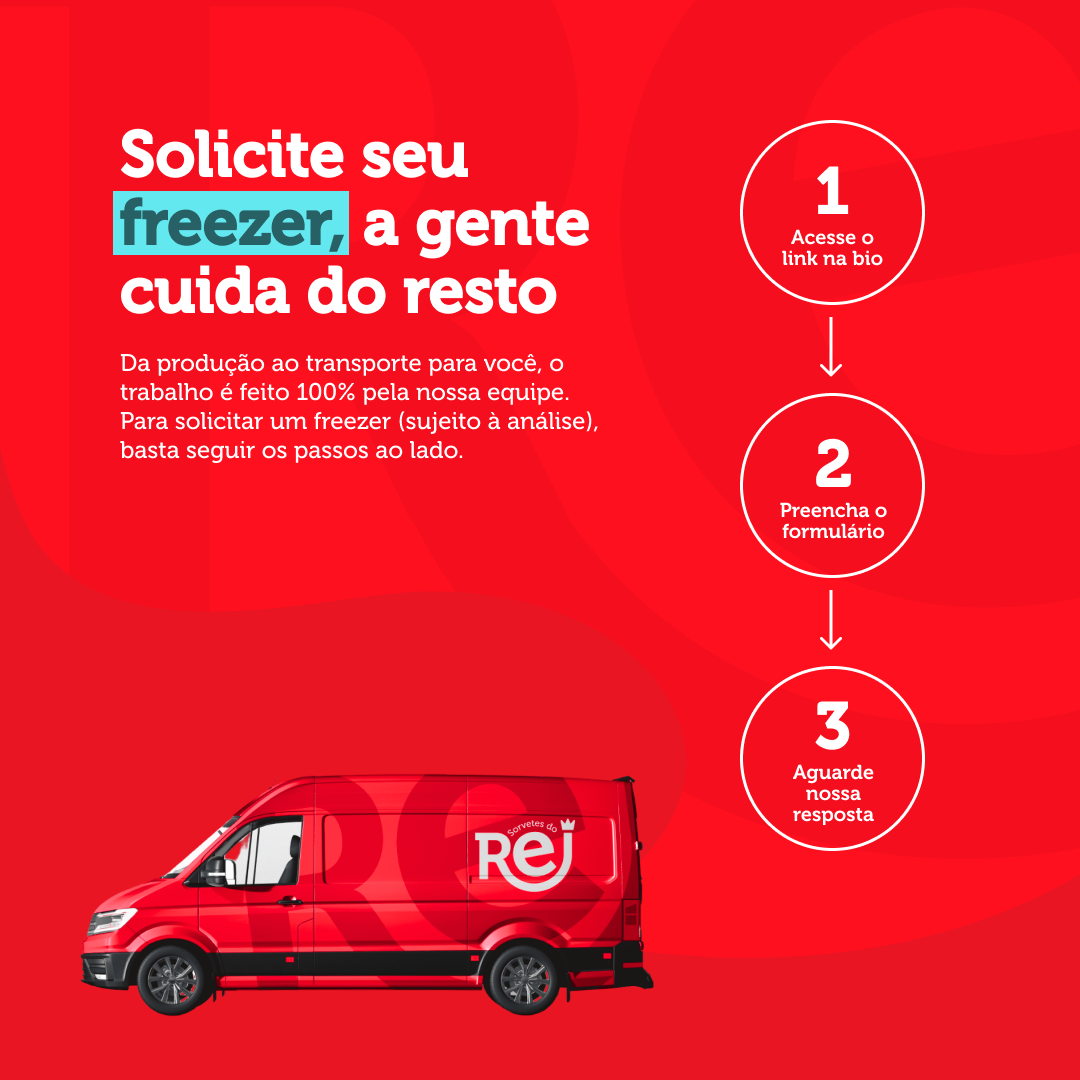 Solicite seu
freezer, a gente
cuida do resto
Da produção ao transporte para você, o
trabalho é feito 100% pela nossa equipe.
Para solicitar um freezer (sujeito à análise),
basta seguir os passos ao lado.
1
Acesse o
link na bio
2
Preencha o
formulário
3
Aguarde
nossa
resposta
Sorvetes do
Rei
Re